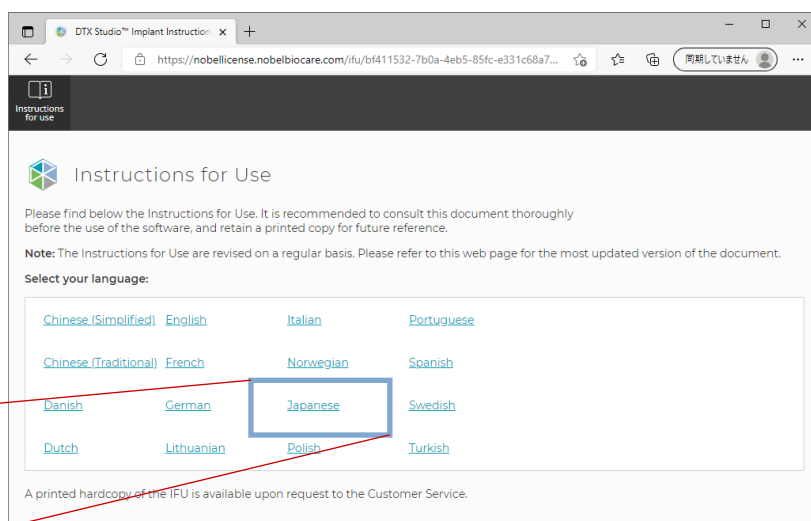 DTX Studio™ Implant Instruction
https://nobellicense.nobelbiocare.com/ifu/bf411532-7b0a-4eb5-85fc-e331c68a7...
同期していません
Instructions
for use
Instructions for Use
Please find below the Instructions for Use. It is recommended to consult this document thoroughly
before the use of the software, and retain a printed copy for future reference.
Note: The Instructions for Use are revised on a regular basis. Please refer to this web page for the most updated version of the document.
Select your language:
Chinese (Simplified) English Italian Portuguese
Chinese (Traditional) French Norwegian Spanish
Danish German Japanese Swedish
Dutch Lithuanian Polish Turkish
A printed hardcopy of the IFU is available upon request to the Customer Service.